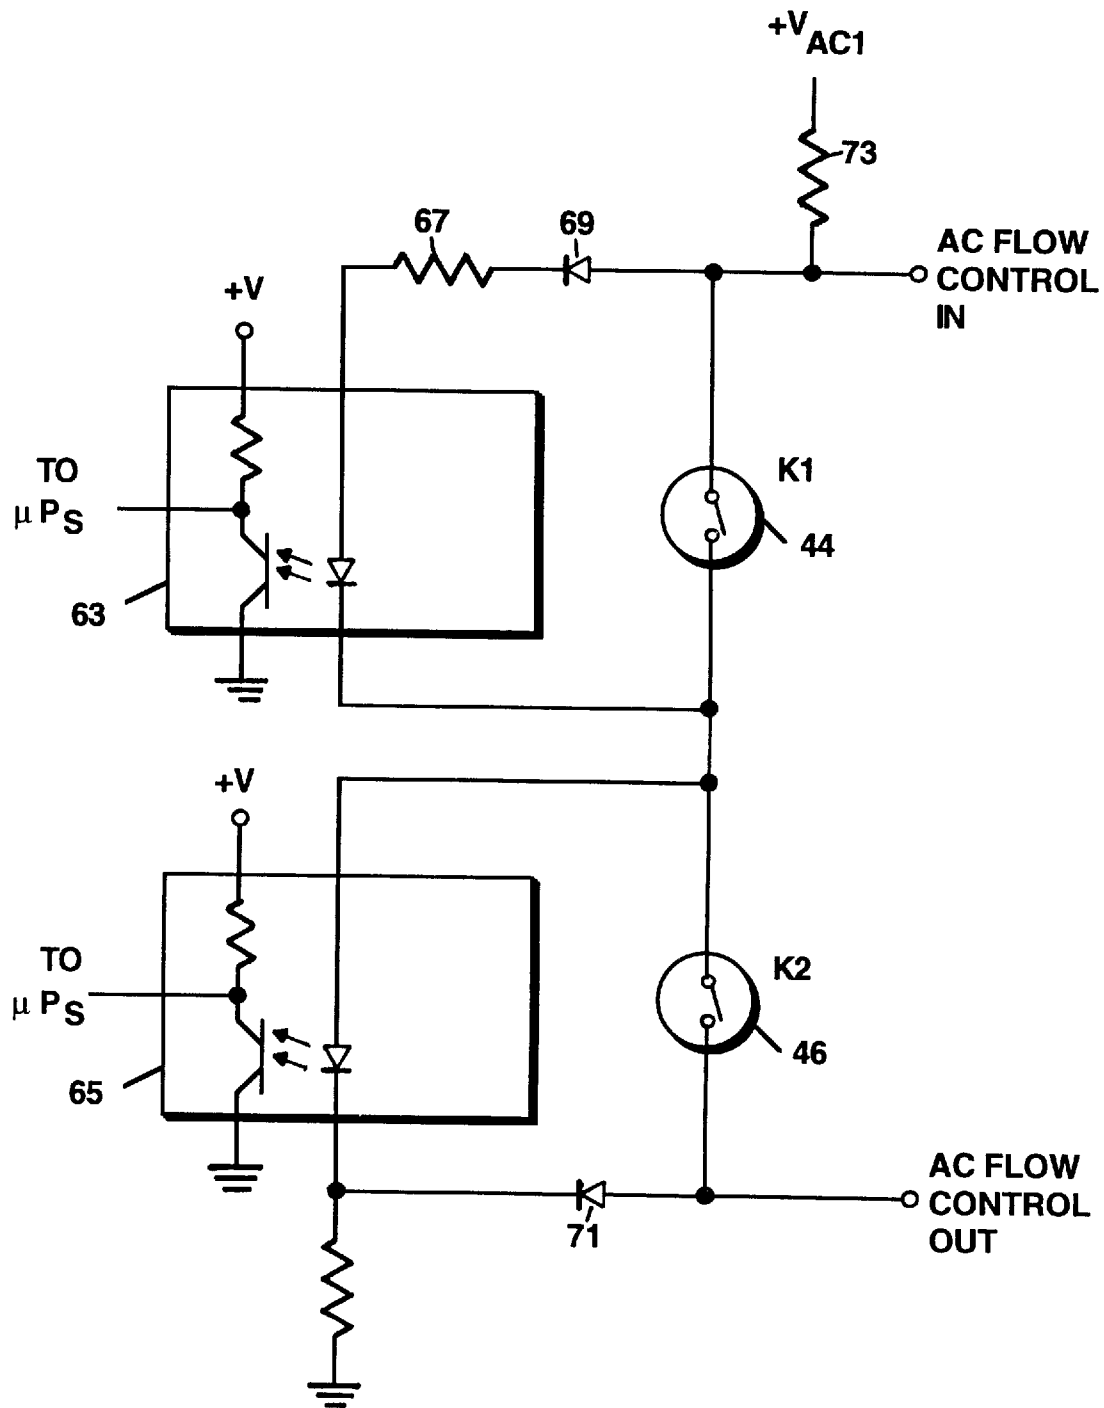 +V AC1
73
67
69
AC FLOW
CONTROL
IN
+V
K1
TO
μ PS
44
63
+V
K2
TO
μ PS
46
65
AC FLOW
CONTROL
OUT
71